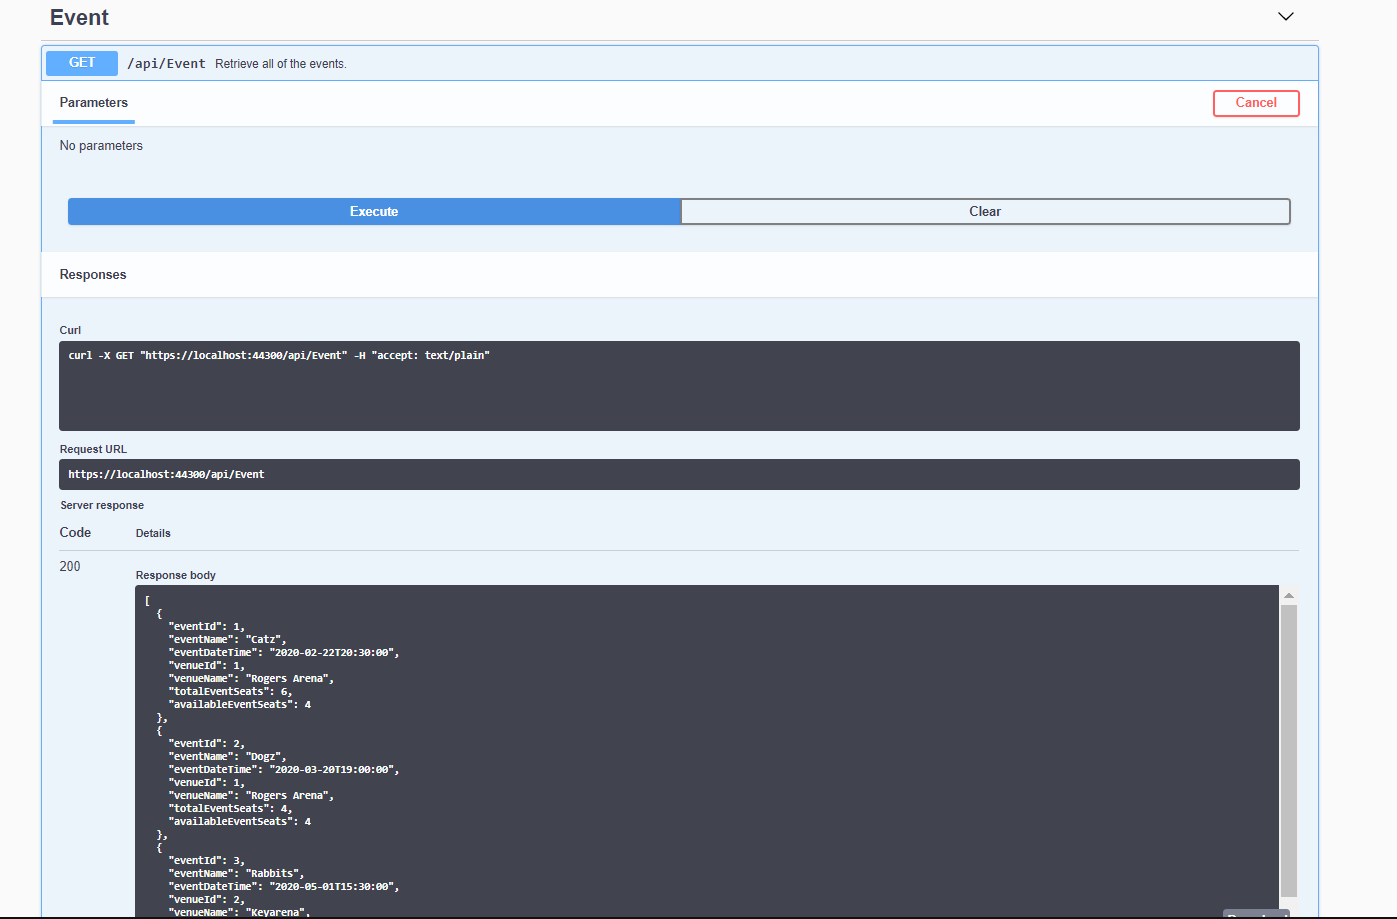 Event
GET /api/Event Retrieve all of the events.
Parameters
Cancel
No parameters
Execute
Clear
Responses
Curl
curl -X GET "https://localhost:44300/api/Event" -H "accept: text/plain"
Request URL
https://localhost:44300/api/Event
Server response
Code Details
200
Response body
[
  {
    "eventId": 1,
    "eventName": "Catz",
    "eventDateTime": "2020-02-22T20:30:00",
    "venueId": 1,
    "venueName": "Rogers Arena",
    "totalEventSeats": 6,
    "availableEventSeats": 4
  },
  {
    "eventId": 2,
    "eventName": "Dogz",
    "eventDateTime": "2020-03-20T19:00:00",
    "venueId": 1,
    "venueName": "Rogers Arena",
    "totalEventSeats": 4,
    "availableEventSeats": 4
  },
  {
    "eventId": 3,
    "eventName": "Rabbits",
    "eventDateTime": "2020-05-01T15:30:00",
    "venueId": 2,
    "venueName": "Keyarena",